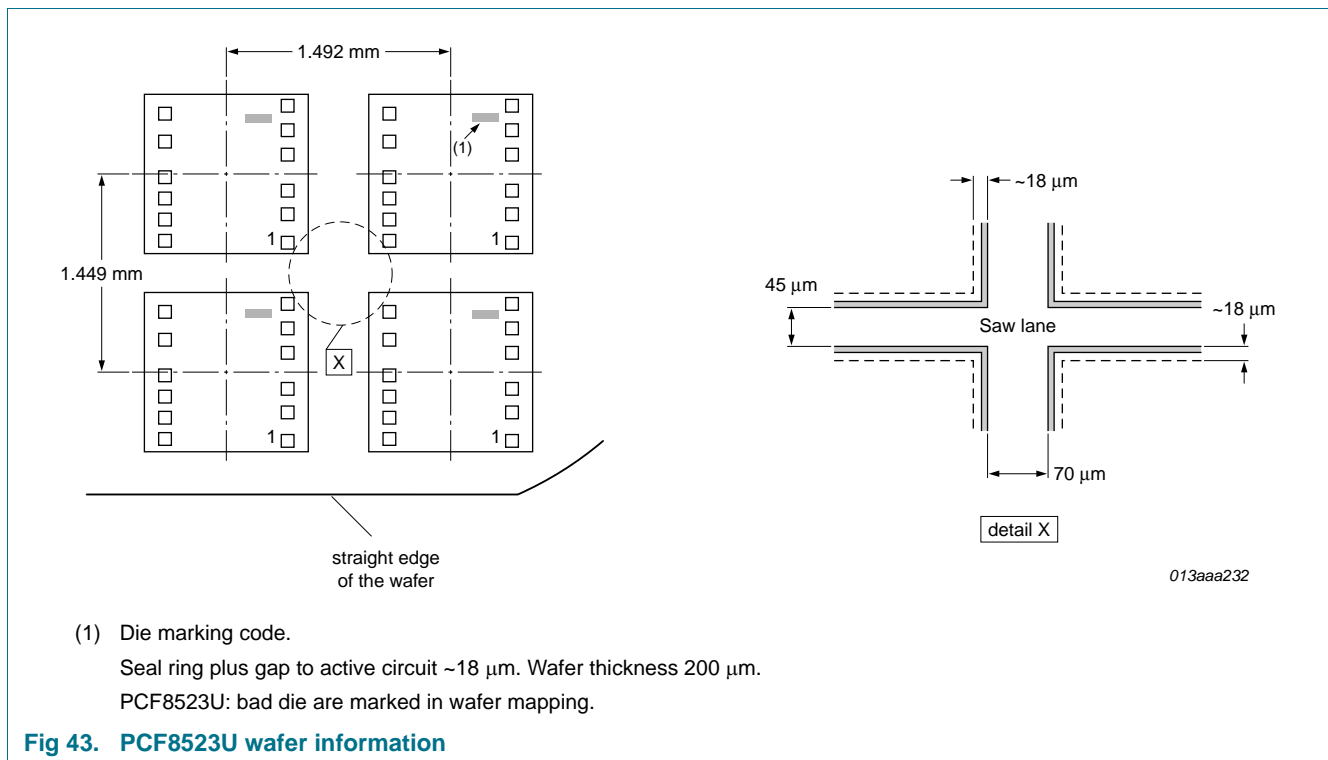 1.492 mm
(1)
1
1
1.449 mm
X
1
1
straight edge
of the wafer
~18 μm
45 μm
~18 μm
Saw lane
70 μm
detail X
013aaa232
(1) Die marking code.
Seal ring plus gap to active circuit ~18 μm. Wafer thickness 200 μm.
PCF8523U: bad die are marked in wafer mapping.
Fig 43. PCF8523U wafer information